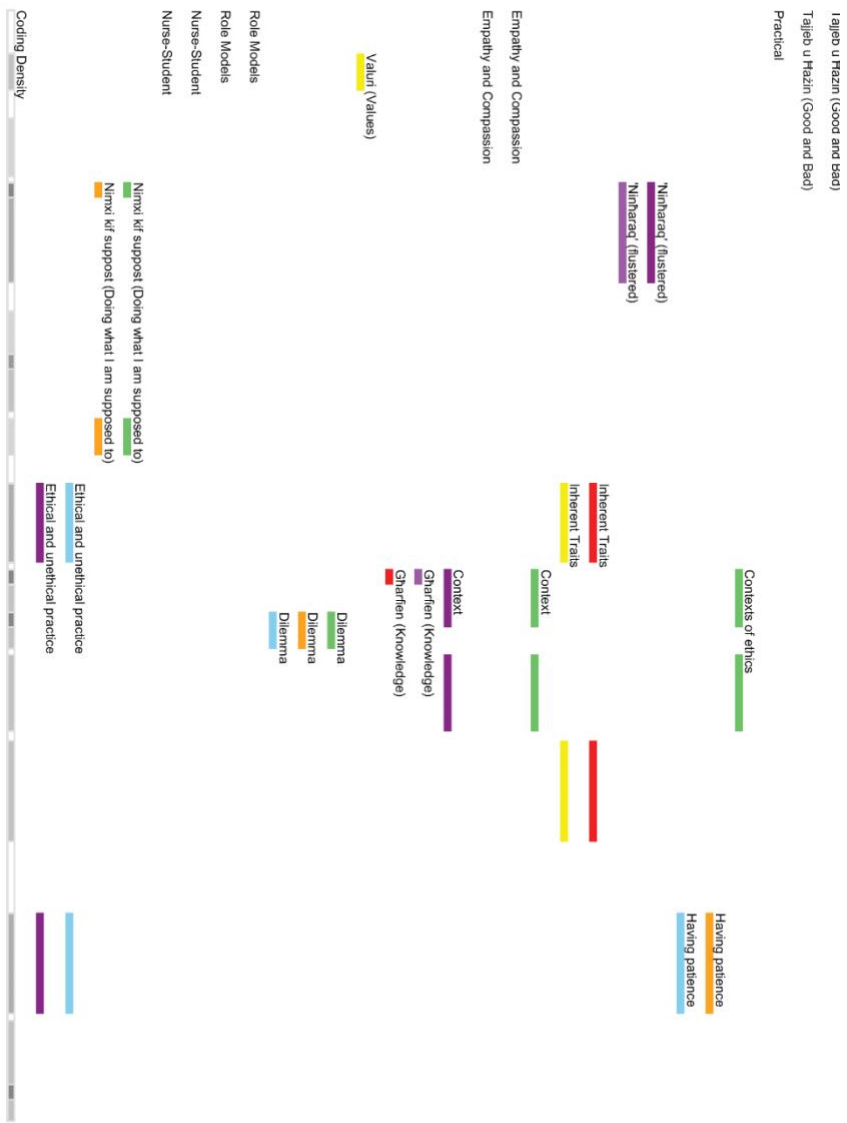 Tajjeb u Ħażin (Good and Bad)
Tajjeb u Ħażin (Good and Bad)
Practical
Contexts of ethics
Having patience
Having patience
'Ninħaraq' (flustered)
'Ninħaraq' (flustered)
Inherent Traits
Inherent Traits
Context
Empathy and Compassion
Empathy and Compassion
Context
Għarfien (Knowledge)
Għarfien (Knowledge)
Valuri (Values)
Dilemma
Dilemma
Dilemma
Role Models
Role Models
Nurse-Student
Nurse-Student
Nimxi kif suppost (Doing what I am supposed to)
Nimxi kif suppost (Doing what I am supposed to)
Ethical and unethical practice
Ethical and unethical practice
Coding Density